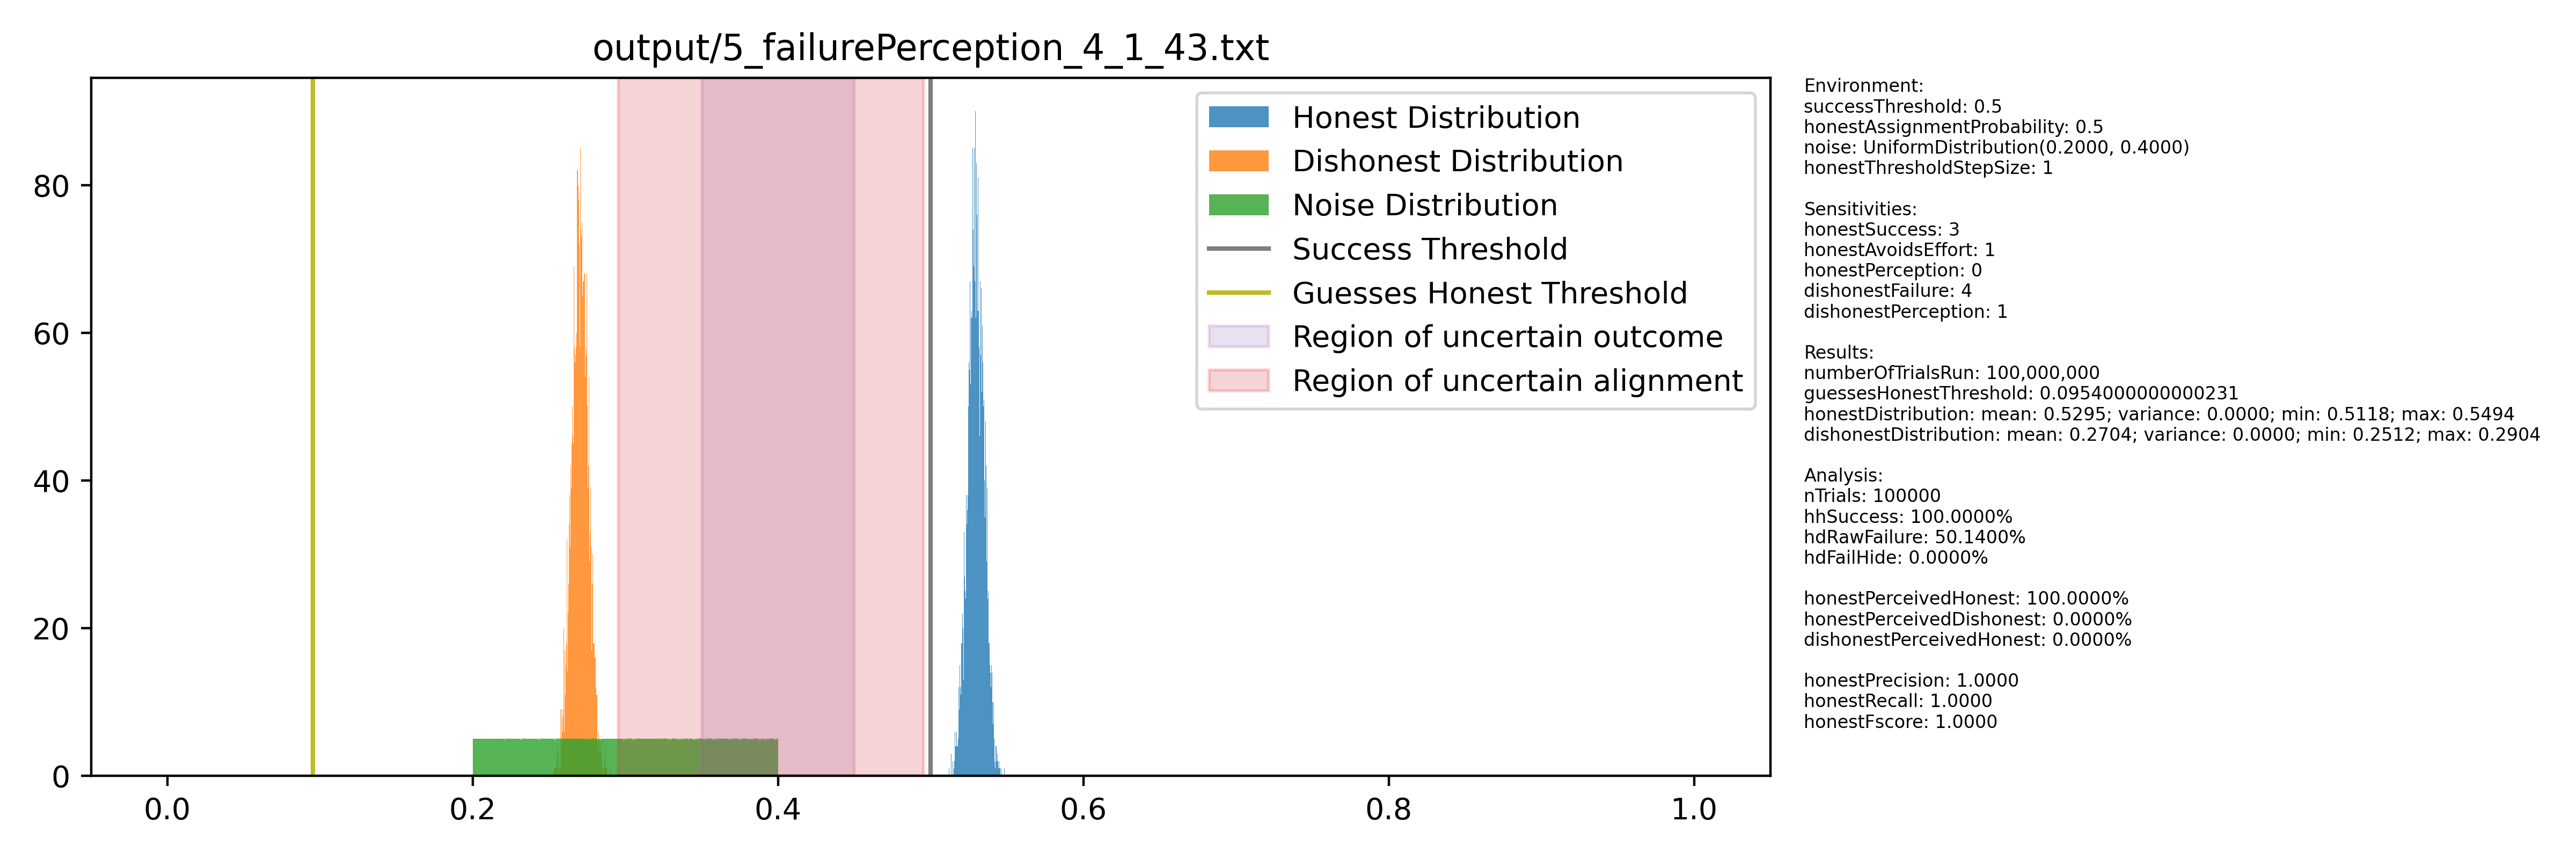 output/5_failurePerception_4_1_43.txt
80
60
40
20
0
0.0 0.2 0.4 0.6 0.8 1.0
Honest Distribution
Dishonest Distribution
Noise Distribution
Success Threshold
Guesses Honest Threshold
Region of uncertain outcome
Region of uncertain alignment
Environment:
successThreshold: 0.5
honestAssignmentProbability: 0.5
noise: UniformDistribution(0.2000, 0.4000)
honestThresholdStepSize: 1
Sensitivities:
honestSuccess: 3
honestAvoidsEffort: 1
honestPerception: 0
dishonestFailure: 4
dishonestPerception: 1
Results:
numberOfTrialsRun: 100,000,000
guessesHonestThreshold: 0.0954000000000231
honestDistribution: mean: 0.5295; variance: 0.0000; min: 0.5118; max: 0.5494
dishonestDistribution: mean: 0.2704; variance: 0.0000; min: 0.2512; max: 0.2904
Analysis:
nTrials: 100000
hhSuccess: 100.0000%
hdRawFailure: 50.1400%
hdFailHide: 0.0000%
honestPerceivedHonest: 100.0000%
honestPerceivedDishonest: 0.0000%
dishonestPerceivedHonest: 0.0000%
honestPrecision: 1.0000
honestRecall: 1.0000
honestFscore: 1.0000